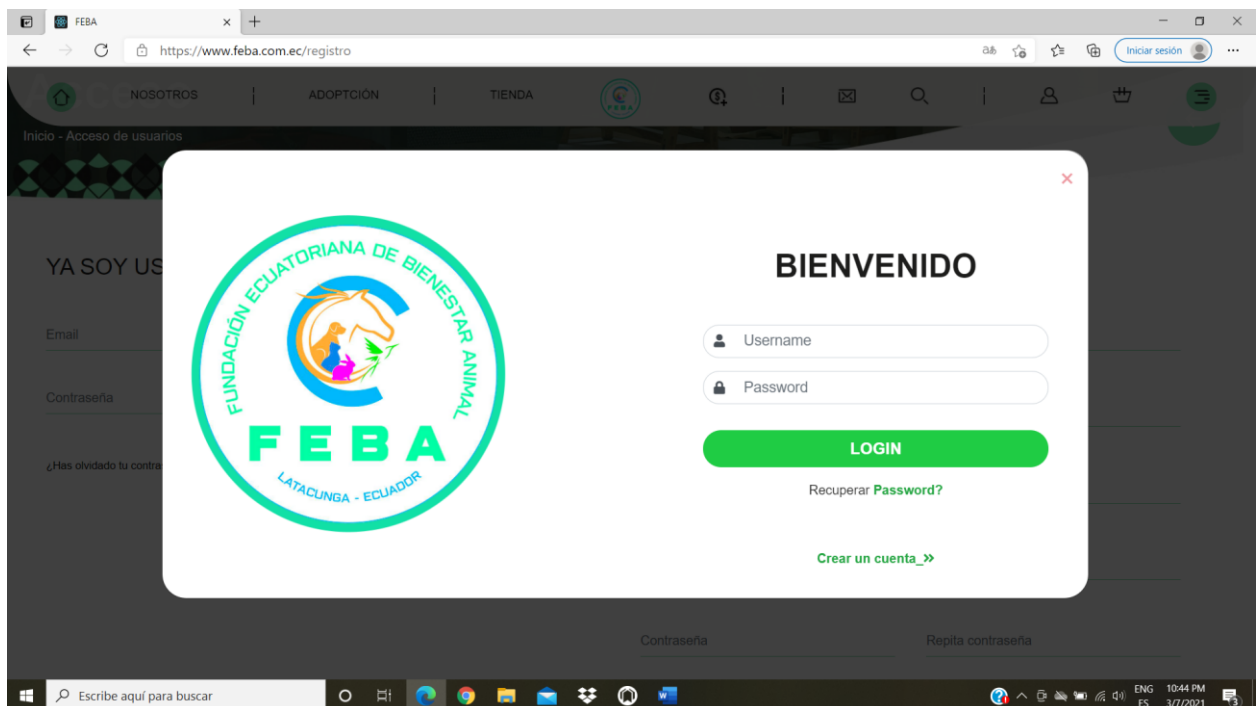 FEBA
https://www.feba.com.ec/registro
Iniciar sesión
Acceso
NOSOTROS
ADOPTCIÓN
TIENDA
FEBA
Inicio - Acceso de usuarios
YA SOY US
Email
Contraseña
¿Has olvidado tu contra
FUNDACIÓN ECUATORIANA DE BIENESTAR ANIMAL
FEBA
LATACUNGA - ECUADOR
BIENVENIDO
Username
Password
LOGIN
Recuperar Password?
Crear un cuenta_»
Contraseña
Repita contraseña
Escribe aquí para buscar
ENG
ES
10:44 PM
3/7/2021
3